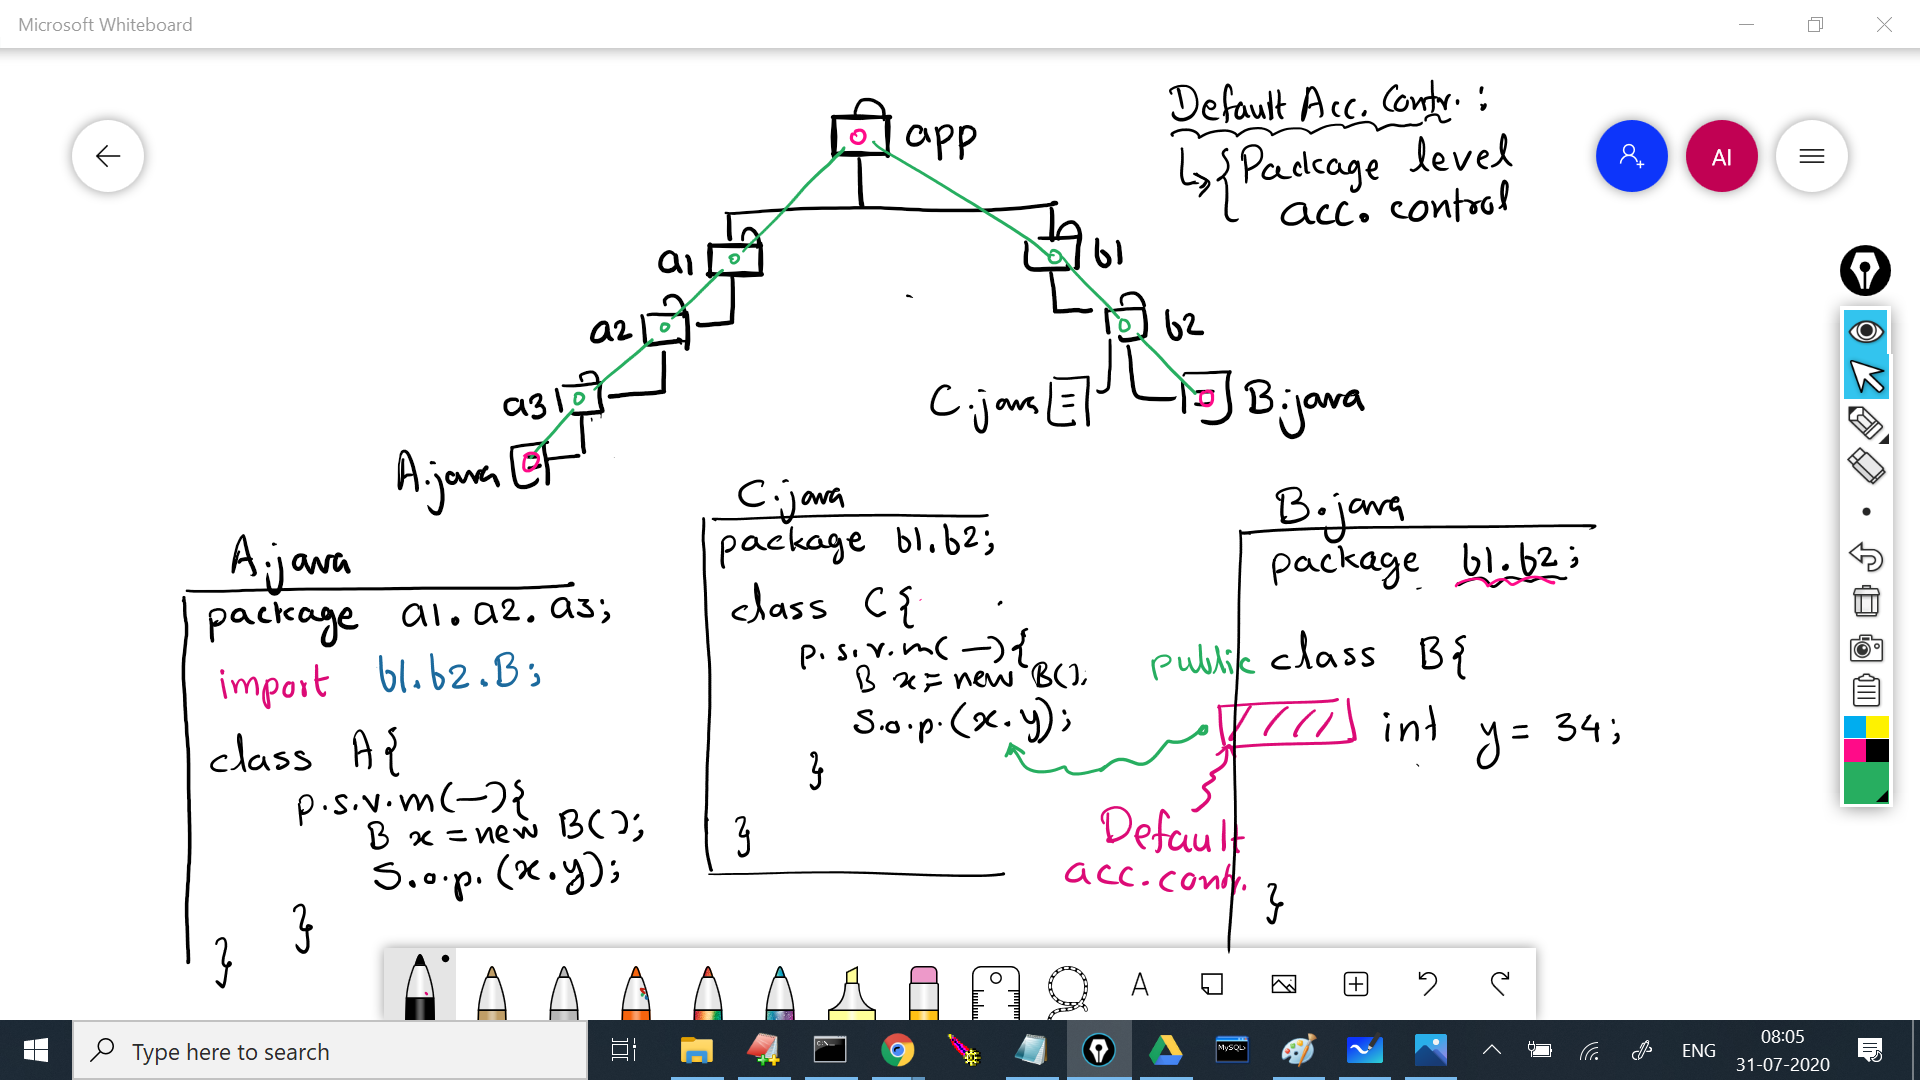 Microsoft Whiteboard
app
Default Acc. Contr. :
Package level
acc. control
AI
a1
b1
a2
b2
a3
C.java
B.java
A.java
C.java
package b1.b2;
class C{
p.s.v.m(—){
B x = new B();
S.o.p.(x.y);
}
}
B.java
package b1.b2;
public class B{
int y = 34;
Default
acc.contr.
}
A.java
package a1.a2.a3;
import b1.b2.B;
class A{
p.s.v.m(—){
B x = new B();
S.o.p.(x.y);
}
}
A
Type here to search
MySQL
ENG
08:05
31-07-2020